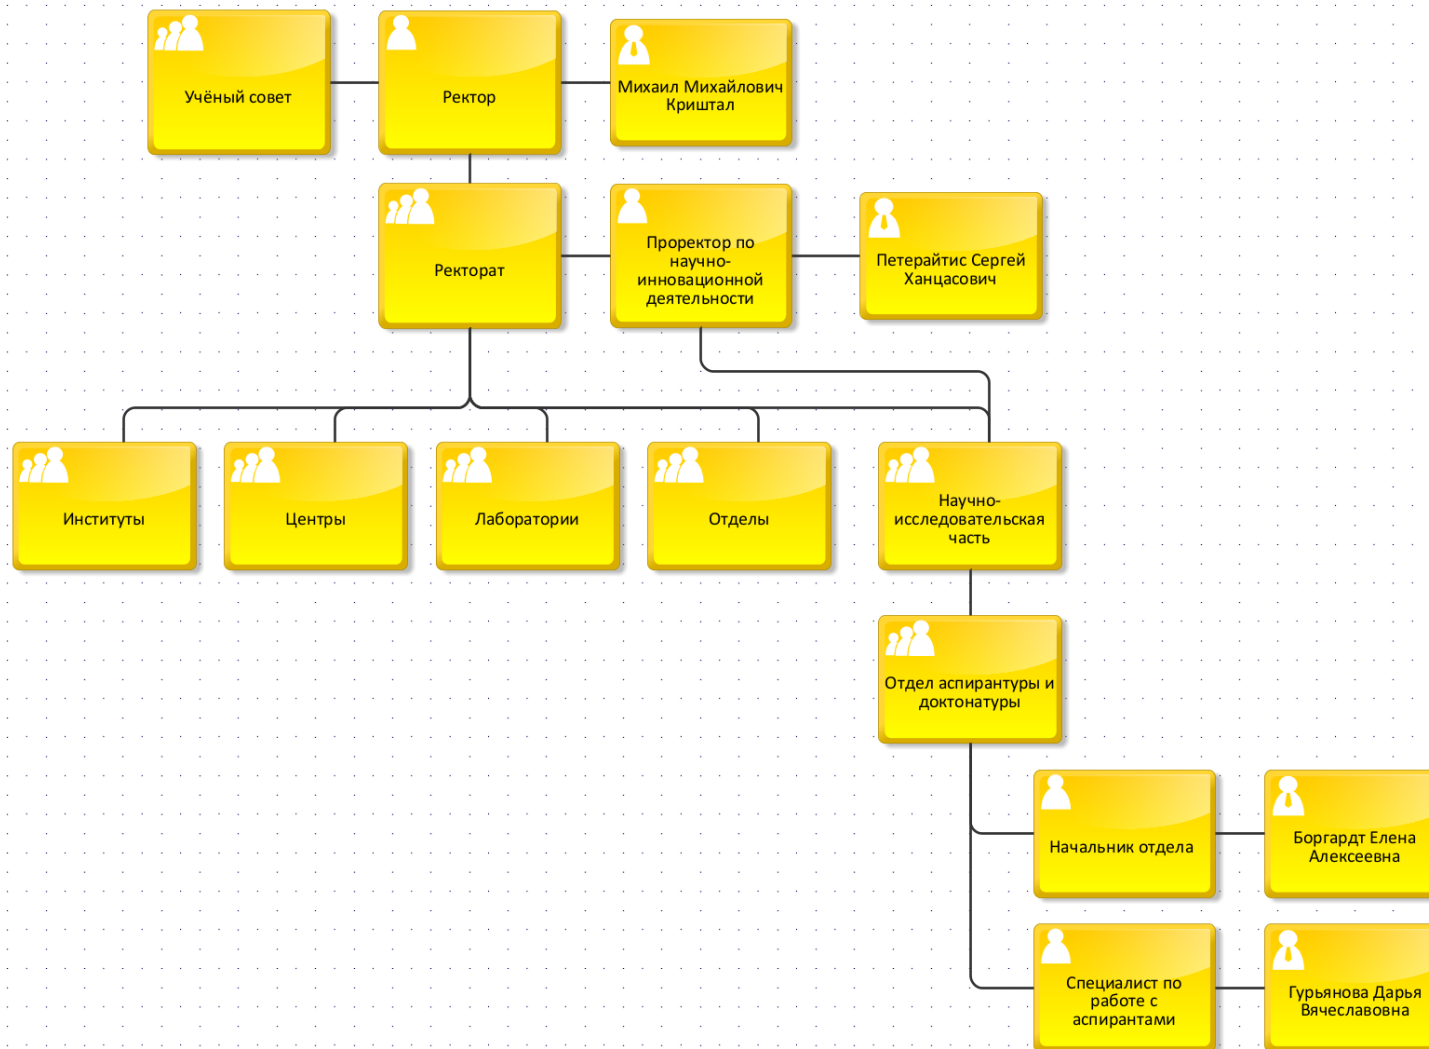 Учёный совет
Ректор
Михаил Михайлович
Криштал
Ректорат
Проректор по
научно-
инновационной
деятельности
Петерайтис Сергей
Ханцасович
Институты
Центры
Лаборатории
Отделы
Научно-
исследовательская
часть
Отдел аспирантуры и
доктонатуры
Начальник отдела
Боргардт Елена
Алексеевна
Специалист по
работе с
аспирантами
Гурьянова Дарья
Вячеславовна